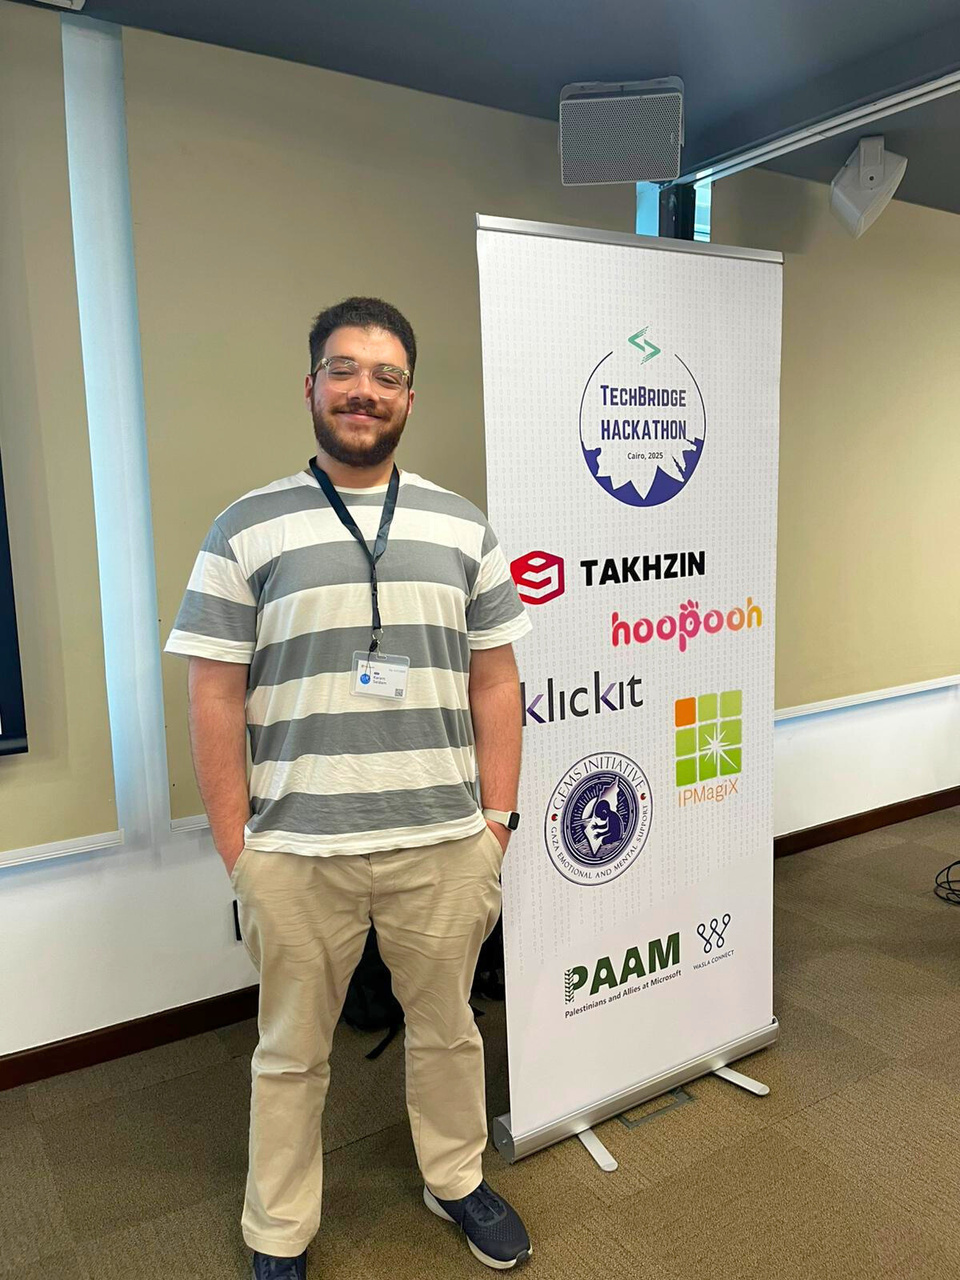 TECHBRIDGE
HACKATHON
Cairo, 2025
TAKHZIN
hoopooh
klickit
GEMS INITIATIVE
GAZA EMOTIONAL AND MENTAL SUPPORT
IPMagiX
PAAM
Palestinians and Allies at Microsoft
WASLA CONNECT